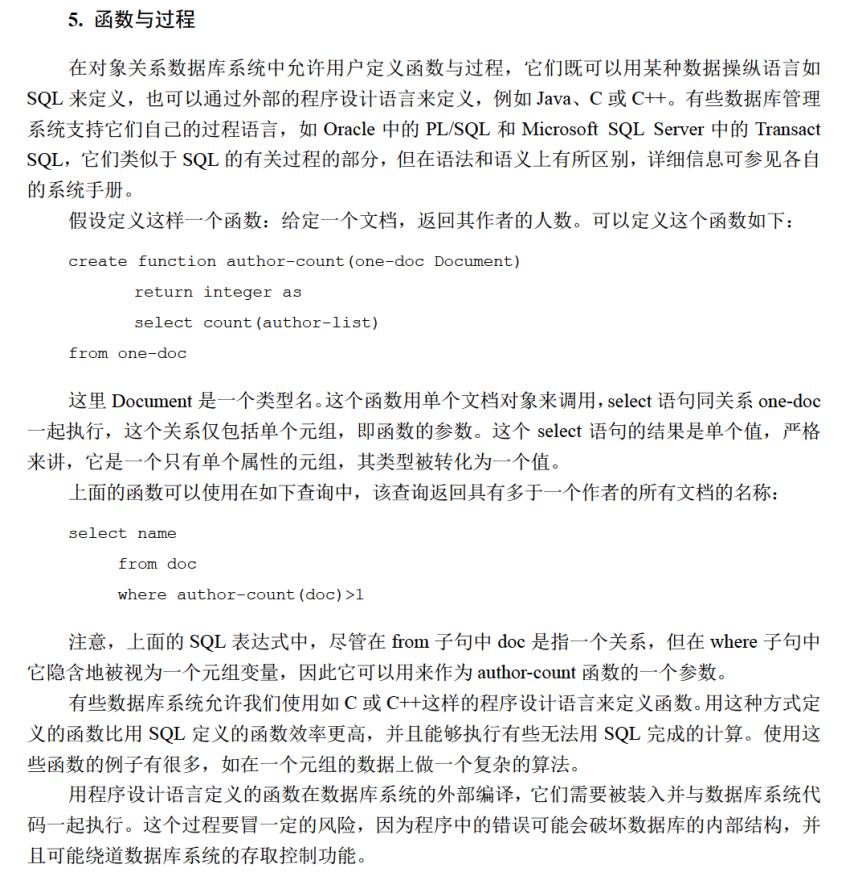 5. 函数与过程
在对象关系数据库系统中允许用户定义函数与过程，它们既可以用某种数据操纵语言如
SQL 来定义，也可以通过外部的程序设计语言来定义，例如 Java、C 或 C++。有些数据库管理
系统支持它们自己的过程语言，如 Oracle 中的 PL/SQL 和 Microsoft SQL Server 中的 Transact
SQL，它们类似于 SQL 的有关过程的部分，但在语法和语义上有所区别，详细信息可参见各自
的系统手册。
假设定义这样一个函数：给定一个文档，返回其作者的人数。可以定义这个函数如下：
create function author-count(one-doc Document)
return integer as
select count(author-list)
from one-doc
这里 Document 是一个类型名。这个函数用单个文档对象来调用，select 语句同关系 one-doc
一起执行，这个关系仅包括单个元组，即函数的参数。这个 select 语句的结果是单个值，严格
来讲，它是一个只有单个属性的元组，其类型被转化为一个值。
上面的函数可以使用在如下查询中，该查询返回具有多于一个作者的所有文档的名称：
select name
from doc
where author-count(doc)>1
注意，上面的 SQL 表达式中，尽管在 from 子句中 doc 是指一个关系，但在 where 子句中
它隐含地被视为一个元组变量，因此它可以用来作为 author-count 函数的一个参数。
有些数据库系统允许我们使用如 C 或 C++这样的程序设计语言来定义函数。用这种方式定
义的函数比用 SQL 定义的函数效率更高，并且能够执行有些无法用 SQL 完成的计算。使用这
些函数的例子有很多，如在一个元组的数据上做一个复杂的算法。
用程序设计语言定义的函数在数据库系统的外部编译，它们需要被装入并与数据库系统代
码一起执行。这个过程要冒一定的风险，因为程序中的错误可能会破坏数据库的内部结构，并
且可能绕道数据库系统的存取控制功能。